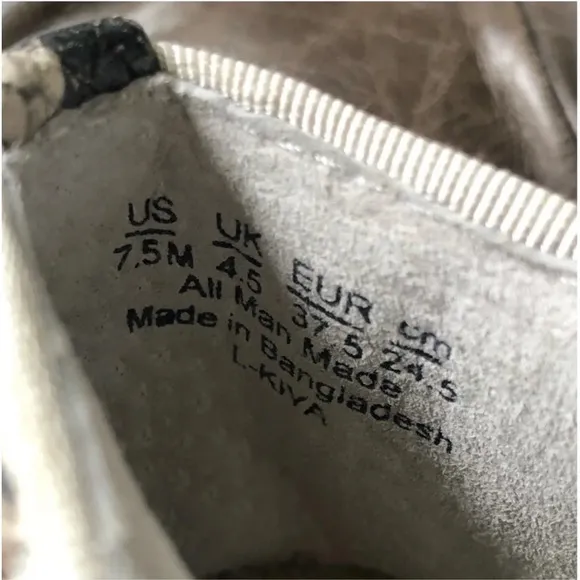 US UK EUR cm
7.5M 4.5 37.5 24.5
All Man Made
Made in Bangladesh
L-KIYA